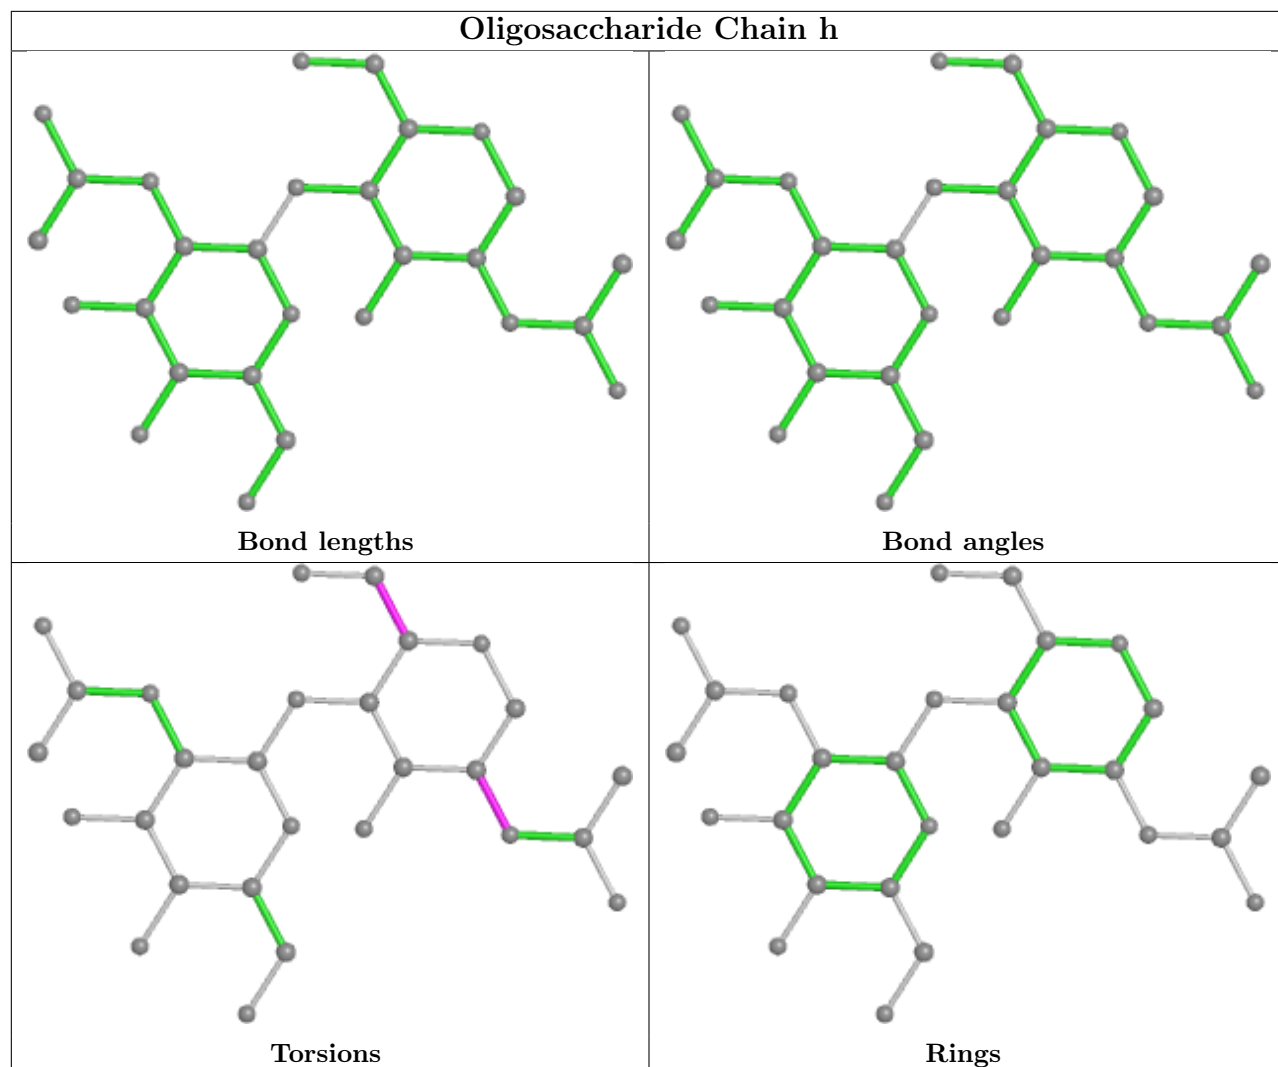 Oligosaccharide Chain h
Bond lengths
Bond angles
Torsions
Rings